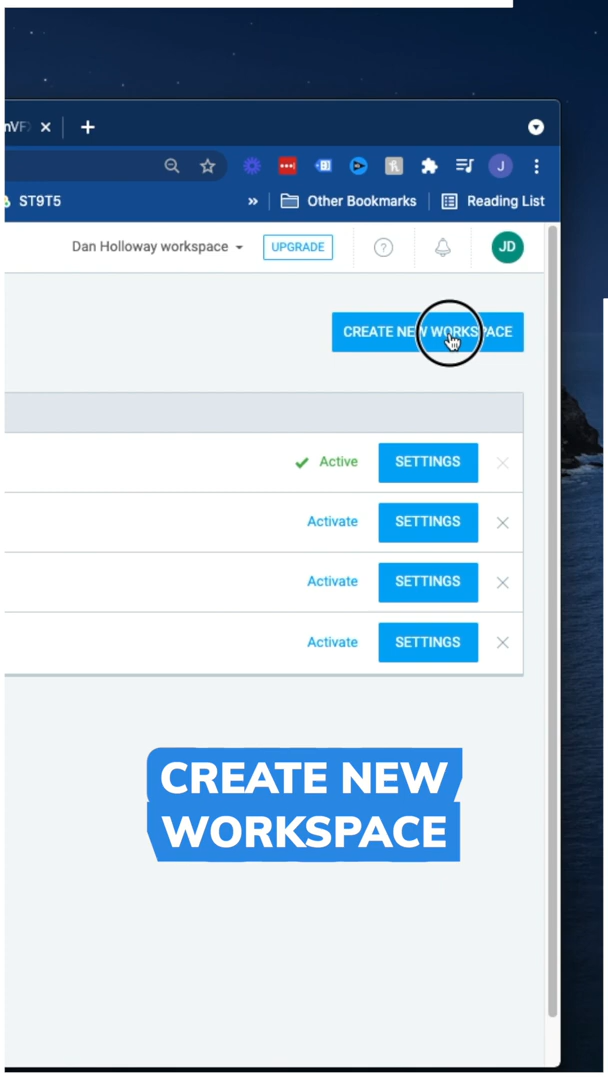 nVF
ST9T5
» Other Bookmarks Reading List
Dan Holloway workspace UPGRADE ? JD
CREATE NEW WORKSPACE
Active SETTINGS
Activate SETTINGS
Activate SETTINGS
Activate SETTINGS
CREATE NEW
WORKSPACE